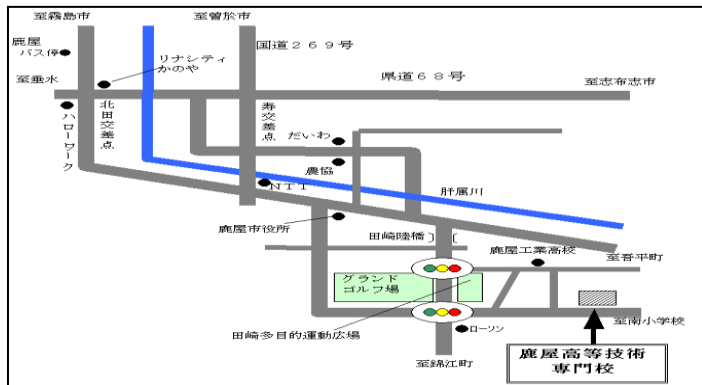 至霧島市
至曽於市
鹿屋
バス停
リナシティ
かのや
国道２６９号
至垂水
県道６８号
至志布志市
ハローワーク
北田交差点
寿交差点
だいわ
農協
ＮＴＴ
肝属川
鹿屋市役所
田崎陸橋
鹿屋工業高校
至吾平町
グランド
ゴルフ場
田崎多目的運動広場
ローソン
至南小学校
至錦江町
鹿屋高等技術
専門校